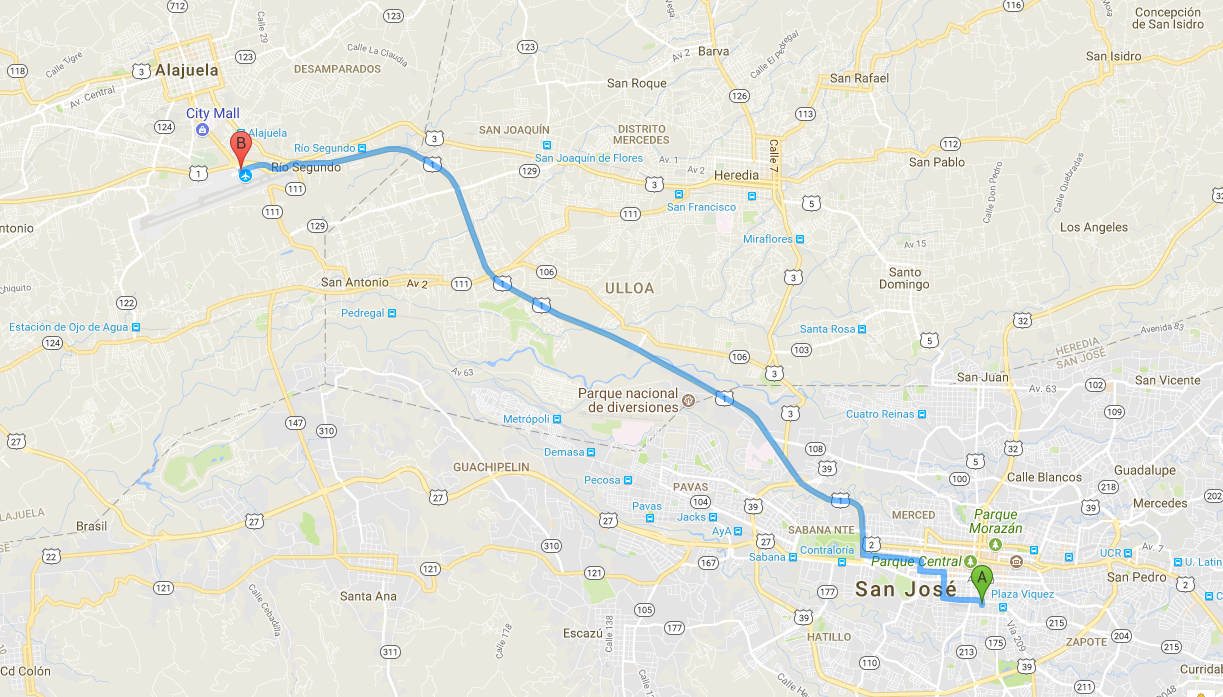 712
Calle 29
123
116
Concepción
de San Isidro
118
Calle Tigre
3
Alajuela
123
DESAMPARADOS
Calle La Claudia
123
Av 2
Barva
Calle El Pedregal
San Isidro
Av. Central
San Roque
126
San Rafael
City Mall
124
Alajuela
113
B
Río Segundo
3
SAN JOAQUÍN
DISTRITO
MERCEDES
Calle 7
112
San Joaquín de Flores
Av. 1
San Pablo
1
Río Segundo
1
129
Av 2
Heredia
Calle Don Pedro
Calle Quebradas
111
3
San Francisco
5
32
111
129
111
Miraflores
Av 15
Los Angeles
San Antonio
Av 2
111
1
106
ULLOA
3
Santo
Domingo
122
1
Estación de Ojo de Agua
124
Pedregal
Santa Rosa
32
Avenida 83
103
5
HEREDIA
SAN JOSE
Av 63
106
3
San Juan
Av. 63
102
San Vicente
Parque nacional
de diversiones
1
3
Cuatro Reinas
109
27
147
310
Metrópoli
Demasa
108
32
39
5
GUACHIPELIN
Pecosa
PAVAS
100
Calle Blancos
Guadalupe
218
27
104
39
1
Parque
Morazán
39
Mercedes
202
Brasil
27
Pavas
Jacks
AyA
27
SABANA NTE
MERCED
27
22
310
Sabana
Contraloría
2
Parque Central
UCR
Av. 7
U. Latin
121
121
121
167
San José
A
San Pedro
2
Santa Ana
177
Plaza Viquez
Calle Cebadilla
105
39
215
Escazú
177
HATILLO
175
Vía 209
ZAPOTE
204
Calle 178
Calle 138
311
110
213
39
215
Cd Colón
211